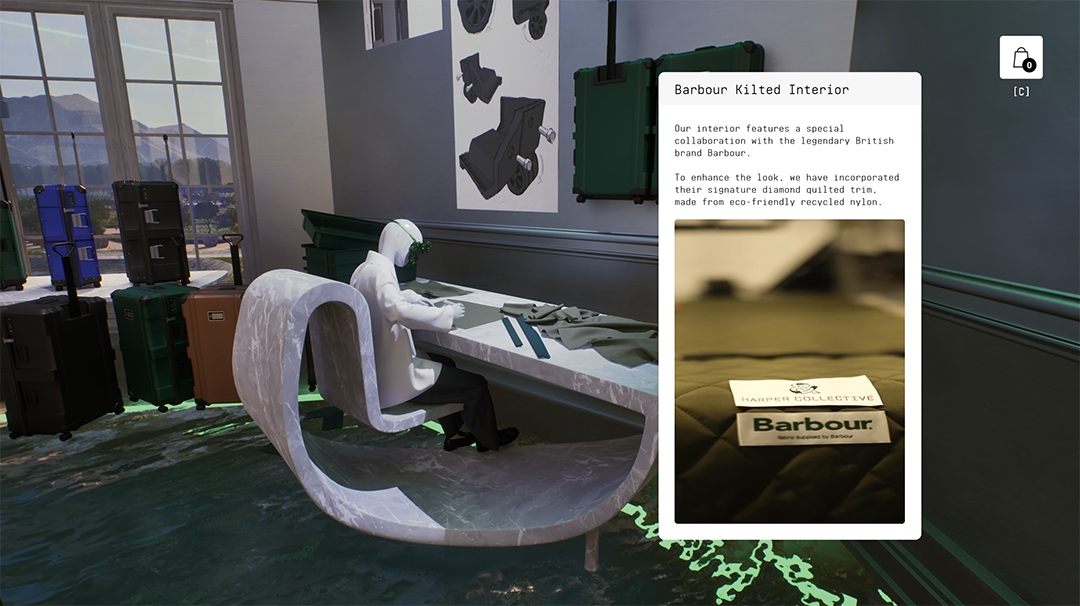 Barbour Kilted Interior
Our interior features a special
collaboration with the legendary British
brand Barbour.
To enhance the look, we have incorporated
their signature diamond quilted trim,
made from eco-friendly recycled nylon.
HARPER COLLECTIVE
Barbour.
fabric supplied by Barbour
0
[C]